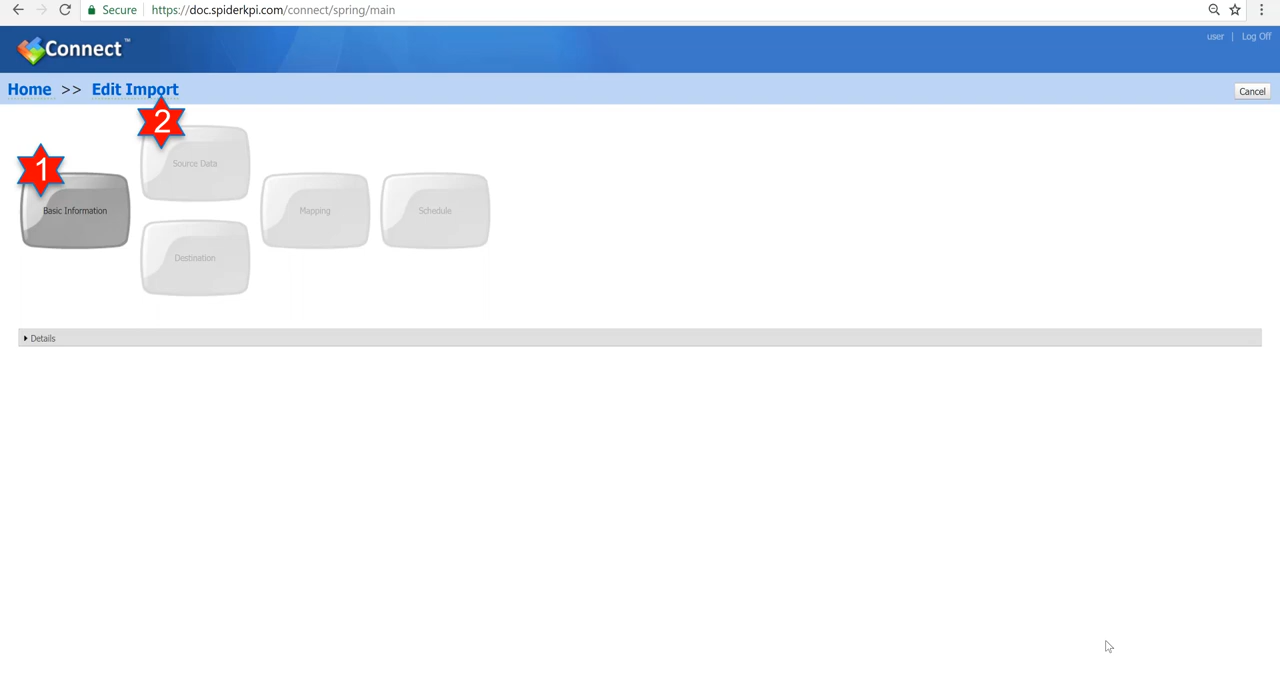 Secure https://doc.spiderkpi.com/connect/spring/main
Connect™
user | Log Off
Home >> Edit Import
Cancel
1
2
Basic Information
Source Data
Destination
Mapping
Schedule
Details